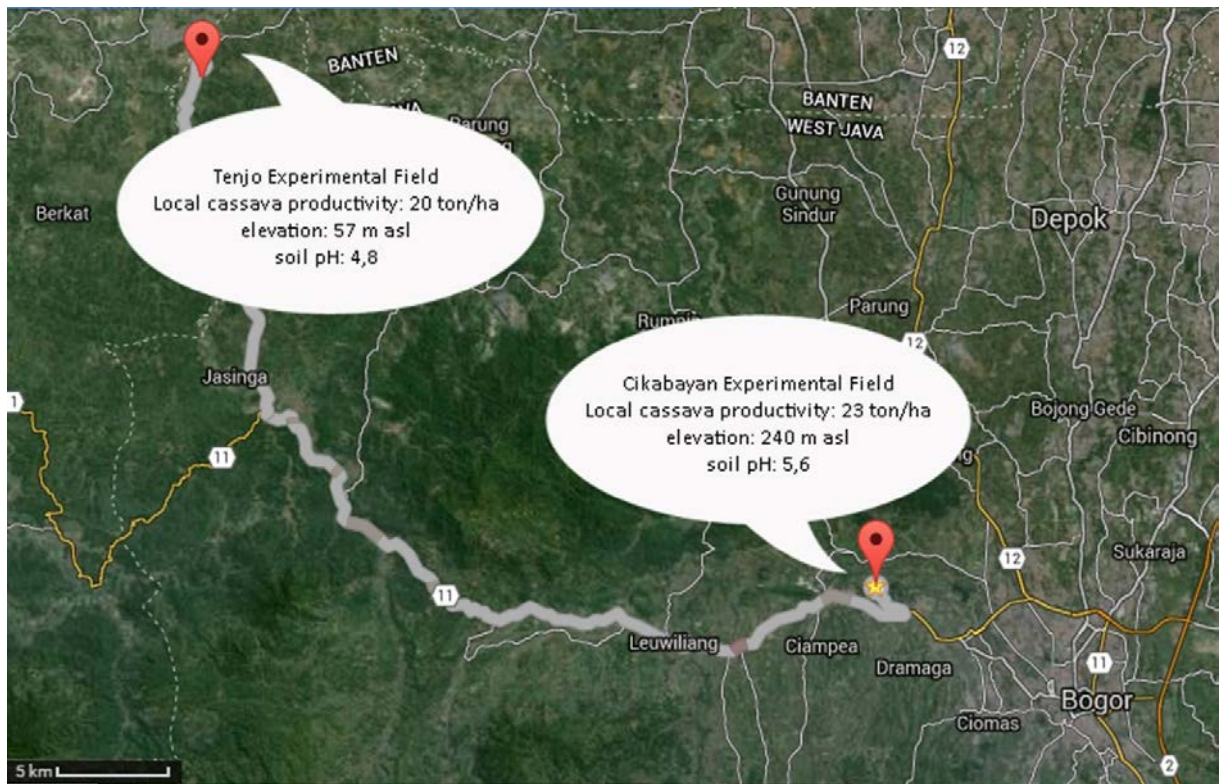 12
BANTEN
BANTEN
WEST JAVA
Tenjo Experimental Field
Local cassava productivity: 20 ton/ha
elevation: 57 m asl
soil pH: 4,8
Parung
Berkat
Gunung
Sindur
Depok
Parung
12
Jasinga
1
11
Cikabayan Experimental Field
Local cassava productivity: 23 ton/ha
elevation: 240 m asl
soil pH: 5,6
Bojong Gede
Cibinong
Sukaraja
12
11
Leuwiliang
Ciampea
Dramaga
11
Bogor
Ciomas
2
5 km